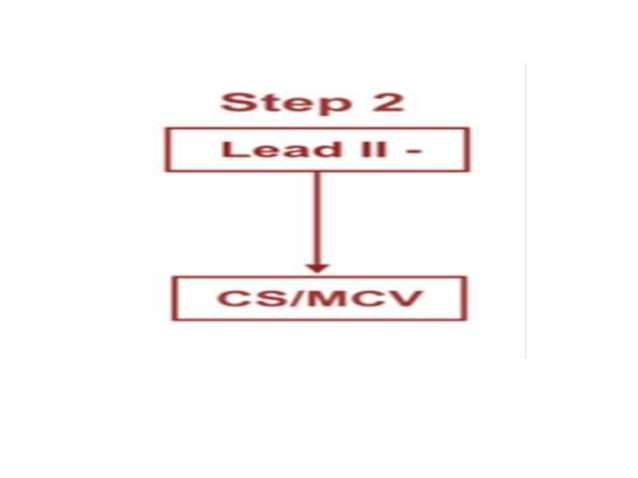 Step 2
Lead II -
CS/MCV